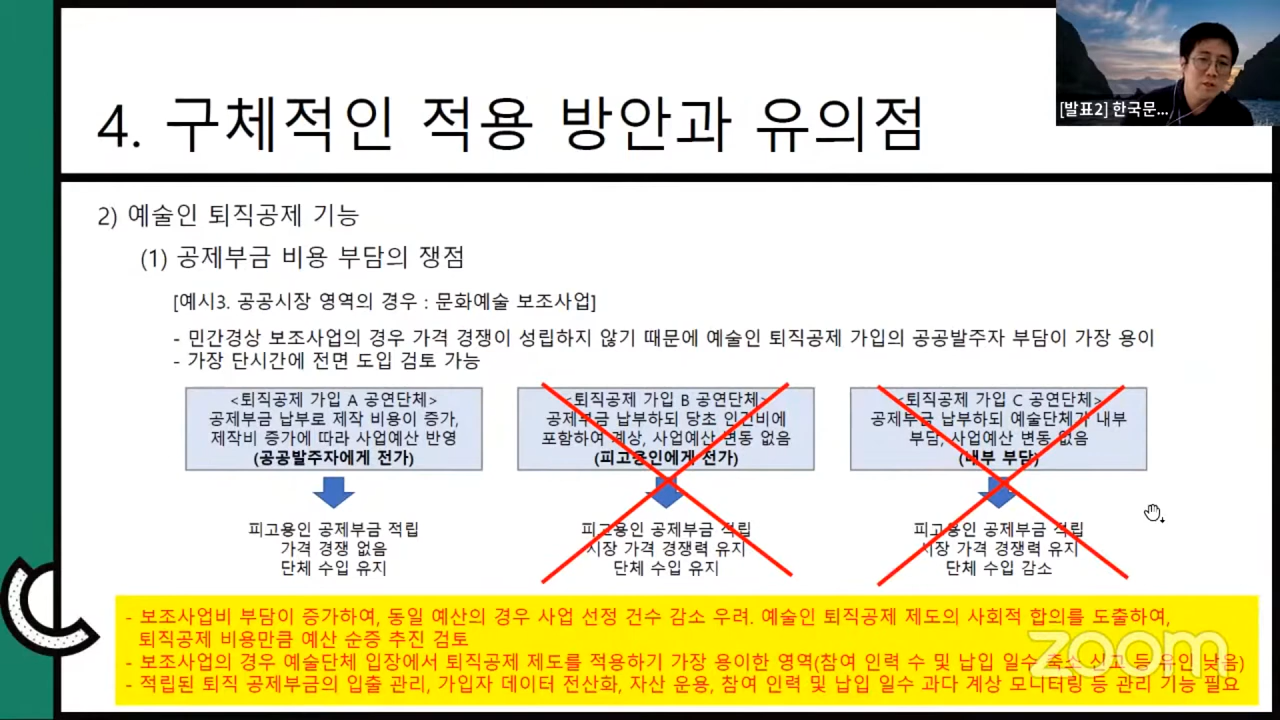 [발표2] 한국문...
4. 구체적인 적용 방안과 유의점
2) 예술인 퇴직공제 기능
(1) 공제부금 비용 부담의 쟁점
[예시3. 공공시장 영역의 경우 : 문화예술 보조사업]
- 민간경상 보조사업의 경우 가격 경쟁이 성립하지 않기 때문에 예술인 퇴직공제 가입의 공공발주자 부담이 가장 용이
- 가장 단시간에 전면 도입 검토 가능
<퇴직공제 가입 A 공연단체>
공제부금 납부로 제작 비용이 증가,
제작비 증가에 따라 사업예산 반영
(공공발주자에게 전가)
피고용인 공제부금 적립
가격 경쟁 없음
단체 수입 유지
<퇴직공제 가입 B 공연단체>
공제부금 납부하되 당초 인건비에
포함하여 계상, 사업예산 변동 없음
(피고용인에게 전가)
피고용인 공제부금 적립
시장 가격 경쟁력 유지
단체 수입 유지
<퇴직공제 가입 C 공연단체>
공제부금 납부하되 예술단체가 내부
부담, 사업예산 변동 없음
(내부 부담)
피고용인 공제부금 적립
시장 가격 경쟁력 유지
단체 수입 감소
- 보조사업비 부담이 증가하여, 동일 예산의 경우 사업 선정 건수 감소 우려. 예술인 퇴직공제 제도의 사회적 합의를 도출하여,
퇴직공제 비용만큼 예산 순증 추진 검토
- 보조사업의 경우 예술단체 입장에서 퇴직공제 제도를 적용하기 가장 용이한 영역(참여 인력 수 및 납입 일수 축소 신고 등 유인 낮음)
- 적립된 퇴직 공제부금의 입출 관리, 가입자 데이터 전산화, 자산 운용, 참여 인력 및 납입 일수 과다 계상 모니터링 등 관리 기능 필요
zoom